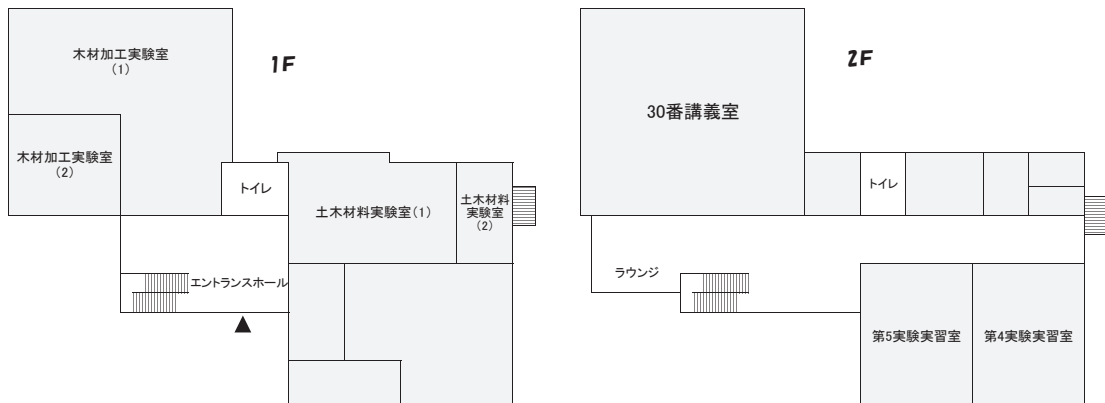 1F
木材加工実験室
(1)
木材加工実験室
(2)
トイレ
土木材料実験室(1)
土木材料
実験室
(2)
エントランスホール
2F
30番講義室
トイレ
ラウンジ
第5実験実習室
第4実験実習室